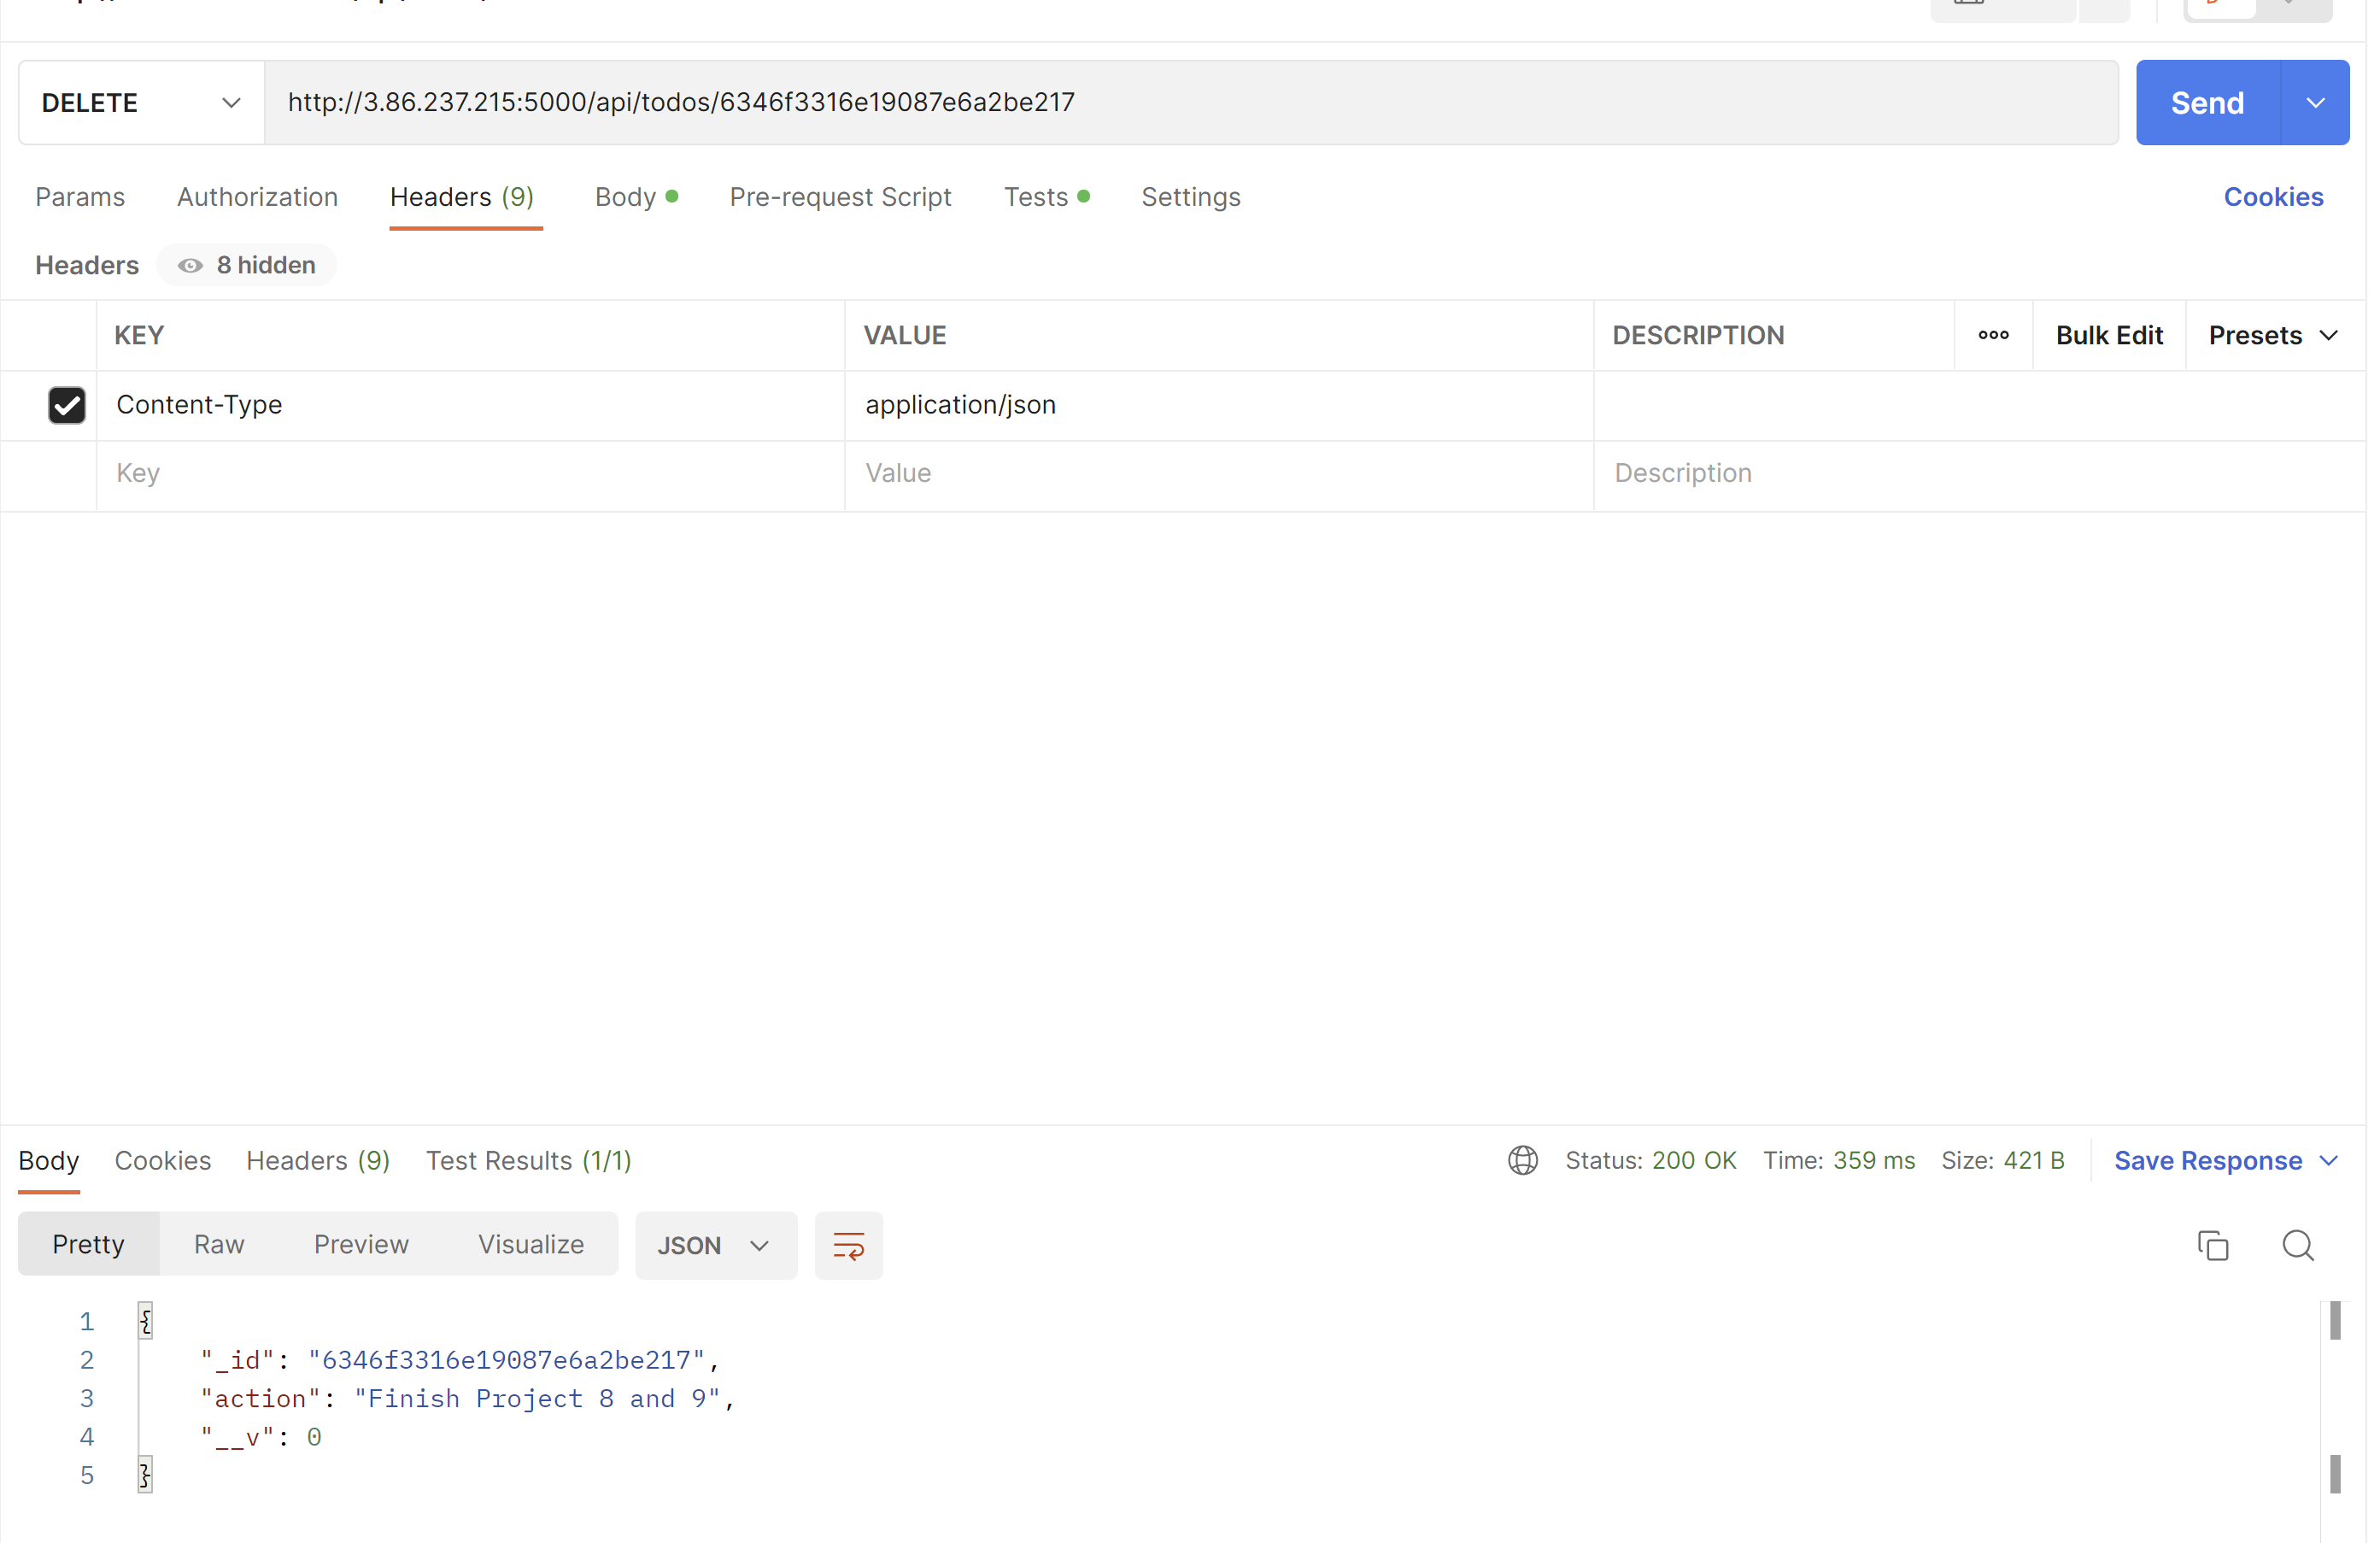 DELETE http://3.86.237.215:5000/api/todos/6346f3316e19087e6a2be217 Send
Params Authorization Headers (9) Body Pre-request Script Tests Settings Cookies
Headers 8 hidden
KEY VALUE DESCRIPTION ooo Bulk Edit Presets
Content-Type application/json
Key Value Description
Body Cookies Headers (9) Test Results (1/1) Status: 200 OK Time: 359 ms Size: 421 B Save Response
Pretty Raw Preview Visualize JSON
1 {
2 "_id": "6346f3316e19087e6a2be217",
3 "action": "Finish Project 8 and 9",
4 "__v": 0
5 }